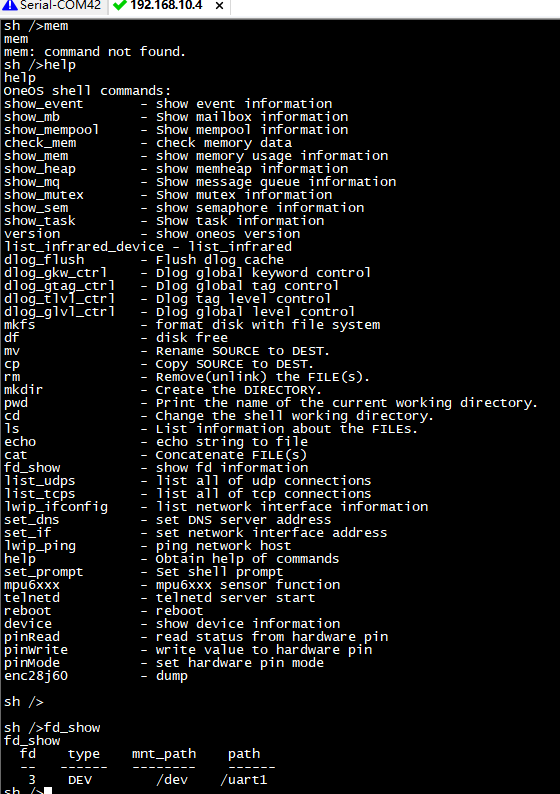 Serial-COM42 192.168.10.4 ×
sh />mem
mem
mem: command not found.
sh />help
help
OneOS shell commands:
show_event - Show event information
show_mb - Show mailbox information
show_mempool - Show mempool information
check_mem - check memory data
show_mem - show memory usage information
show_heap - show memheap information
show_mq - Show message queue information
show_mutex - Show mutex information
show_sem - Show semaphore information
show_task - Show task information
version - show oneos version
list_infrared_device - list_infrared
dlog_flush - Flush dlog cache
dlog_gkw_ctrl - Dlog global keyword control
dlog_gtag_ctrl - Dlog global tag control
dlog_tlvl_ctrl - Dlog tag level control
dlog_glvl_ctrl - Dlog global level control
mkfs - format disk with file system
df - disk free
mv - Rename SOURCE to DEST.
cp - Copy SOURCE to DEST.
rm - Remove(unlink) the FILE(s).
mkdir - Create the DIRECTORY.
pwd - Print the name of the current working directory.
cd - Change the shell working directory.
ls - List information about the FILEs.
echo - echo string to file
cat - Concatenate FILE(s)
fd_show - show fd information
list_udps - list all of udp connections
list_tcps - list all of tcp connections
lwip_ifconfig - list network interface information
set_dns - set DNS server address
set_if - set network interface address
lwip_ping - ping network host
help - Obtain help of commands
set_prompt - Set shell prompt
mpu6xxx - mpu6xxx sensor function
telnetd - telnetd server start
reboot - reboot
device - show device information
pinRead - read status from hardware pin
pinWrite - write value to hardware pin
pinMode - set hardware pin mode
enc28j60 - dump
sh />
sh />fd_show
fd_show
fd type mnt_path path
-- ------ -------- ------
3 DEV /dev /uart1
sh />